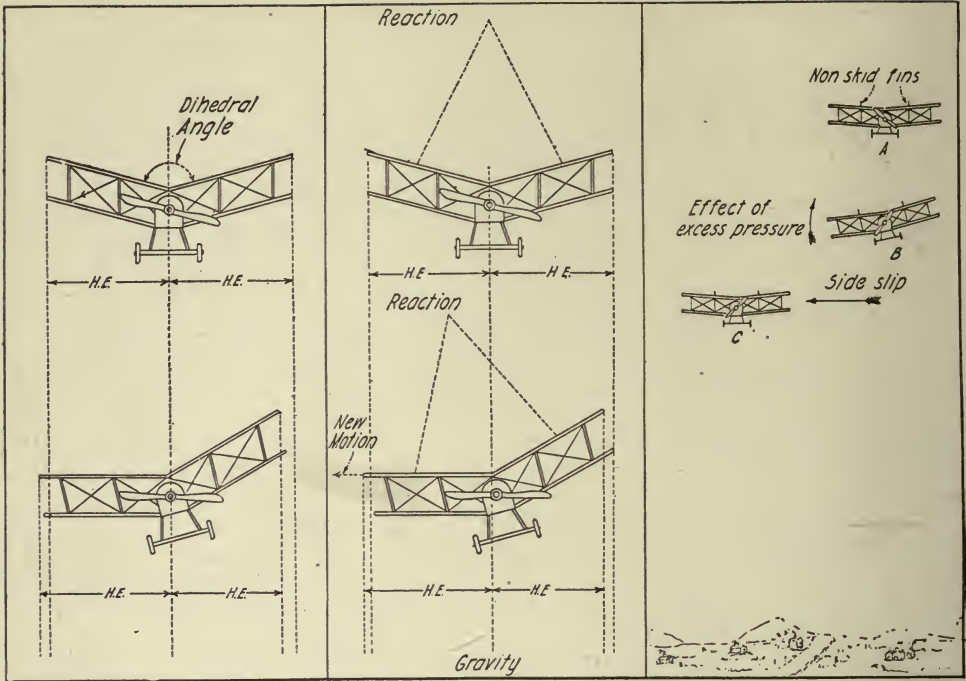 Dihedral
Angle
H.E.
H.E.
H.E.
H.E.
Reaction
H.E
H E.
Reaction
New
Motion
H.E
H.E
Gravity
Non skid fins
A
Effect of
excess pressure
B
Side slip
C